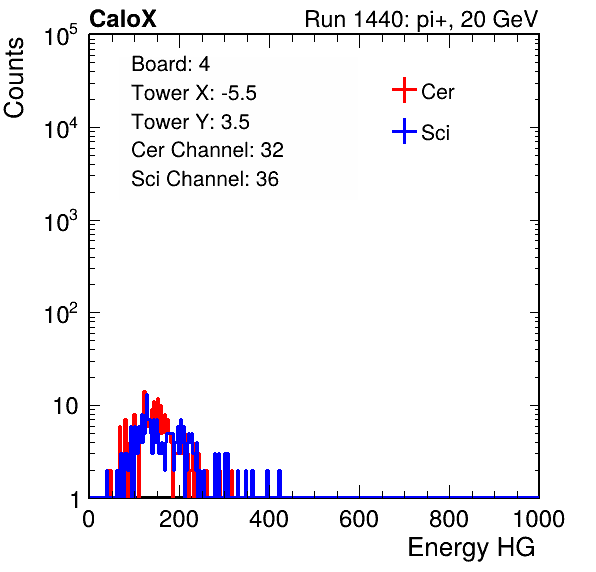 CaloX Run 1440: pi+, 20 GeV
Counts
Board: 4
Tower X: -5.5
Tower Y: 3.5
Cer Channel: 32
Sci Channel: 36
Cer
Sci
10^5
10^4
10^3
10^2
10
1
0 200 400 600 800 1000
Energy HG